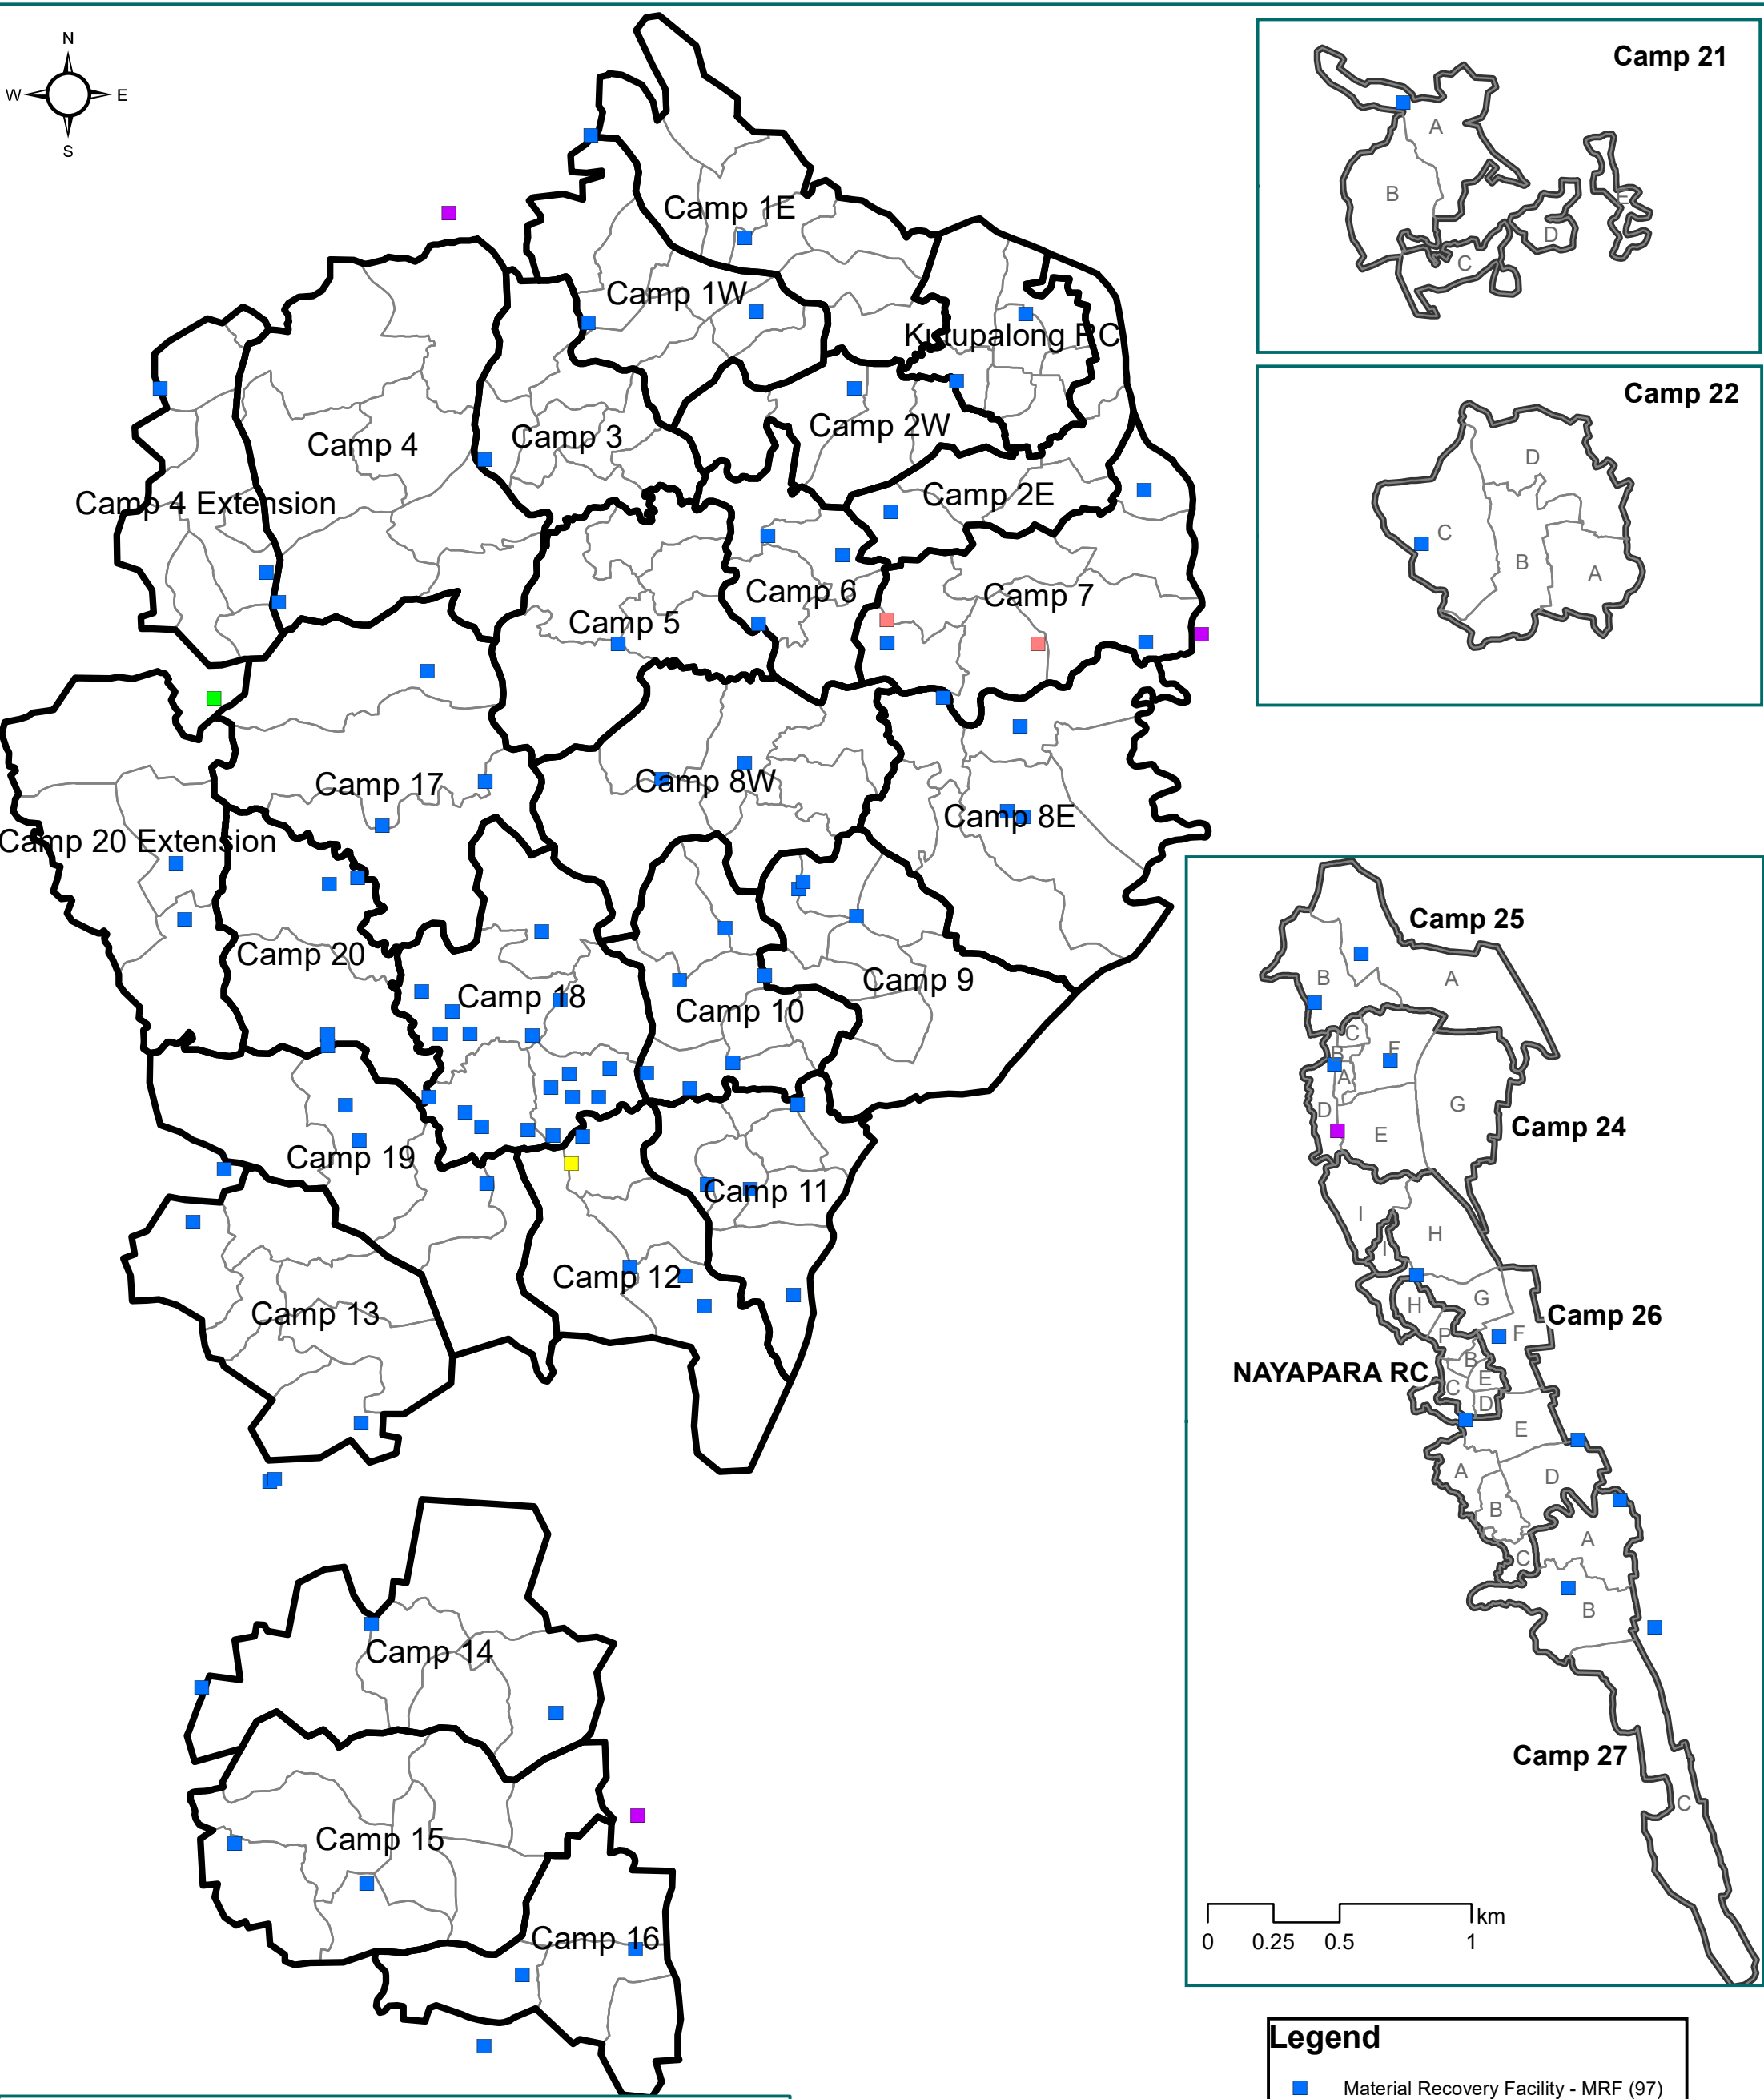 N
W E
S
Camp 21
A
B
E
D
C
Camp 1E
Camp 1W
Kutupalong RC
Camp 22
D
C
B
A
Camp 2W
Camp 3
Camp 4
Camp 2E
Camp 4 Extension
Camp 6
Camp 7
Camp 5
Camp 8W
Camp 17
Camp 8E
Camp 20 Extension
Camp 25
B
A
Camp 20
Camp 9
Camp 18
Camp 10
C
F
B
A
G
D
E
Camp 24
Camp 19
Camp 11
I
H
I
Camp 12
Camp 13
H
G
Camp 26
F
P
B
NAYAPARA RC
E
C
D
E
A
D
B
A
C
B
Camp 14
Camp 27
C
Camp 15
Camp 16
km
0 0.25 0.5 1
Legend
Material Recovery Facility - MRF (97)